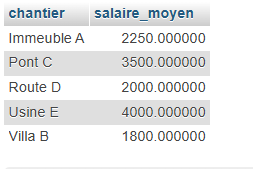 chantier salaire_moyen
Immeuble A 2250.000000
Pont C 3500.000000
Route D 2000.000000
Usine E 4000.000000
Villa B 1800.000000